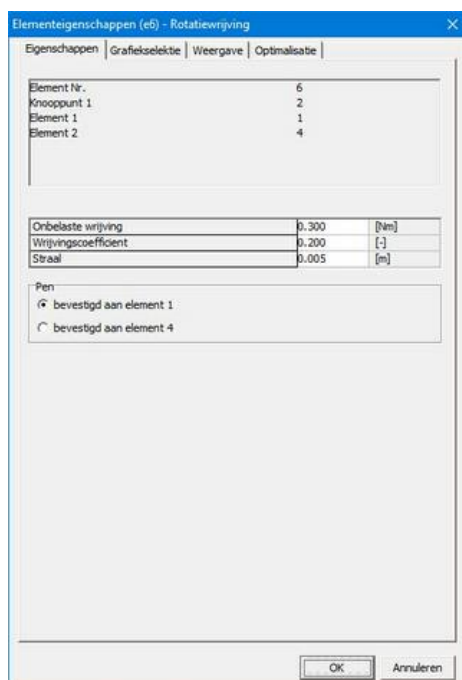 Elementeigenschappen (e6) - Rotatiewrijving
Eigenschappen Grafiekselektie Weergave Optimalisatie
Element Nr. 6
Knooppunt 1 2
Element 1 1
Element 2 4
Onbelaste wrijving 0.300 [Nm]
Wrijvingscoefficient 0.200 [-]
Straal 0.005 [m]
Pen
bevestigd aan element 1
bevestigd aan element 4
OK Annuleren